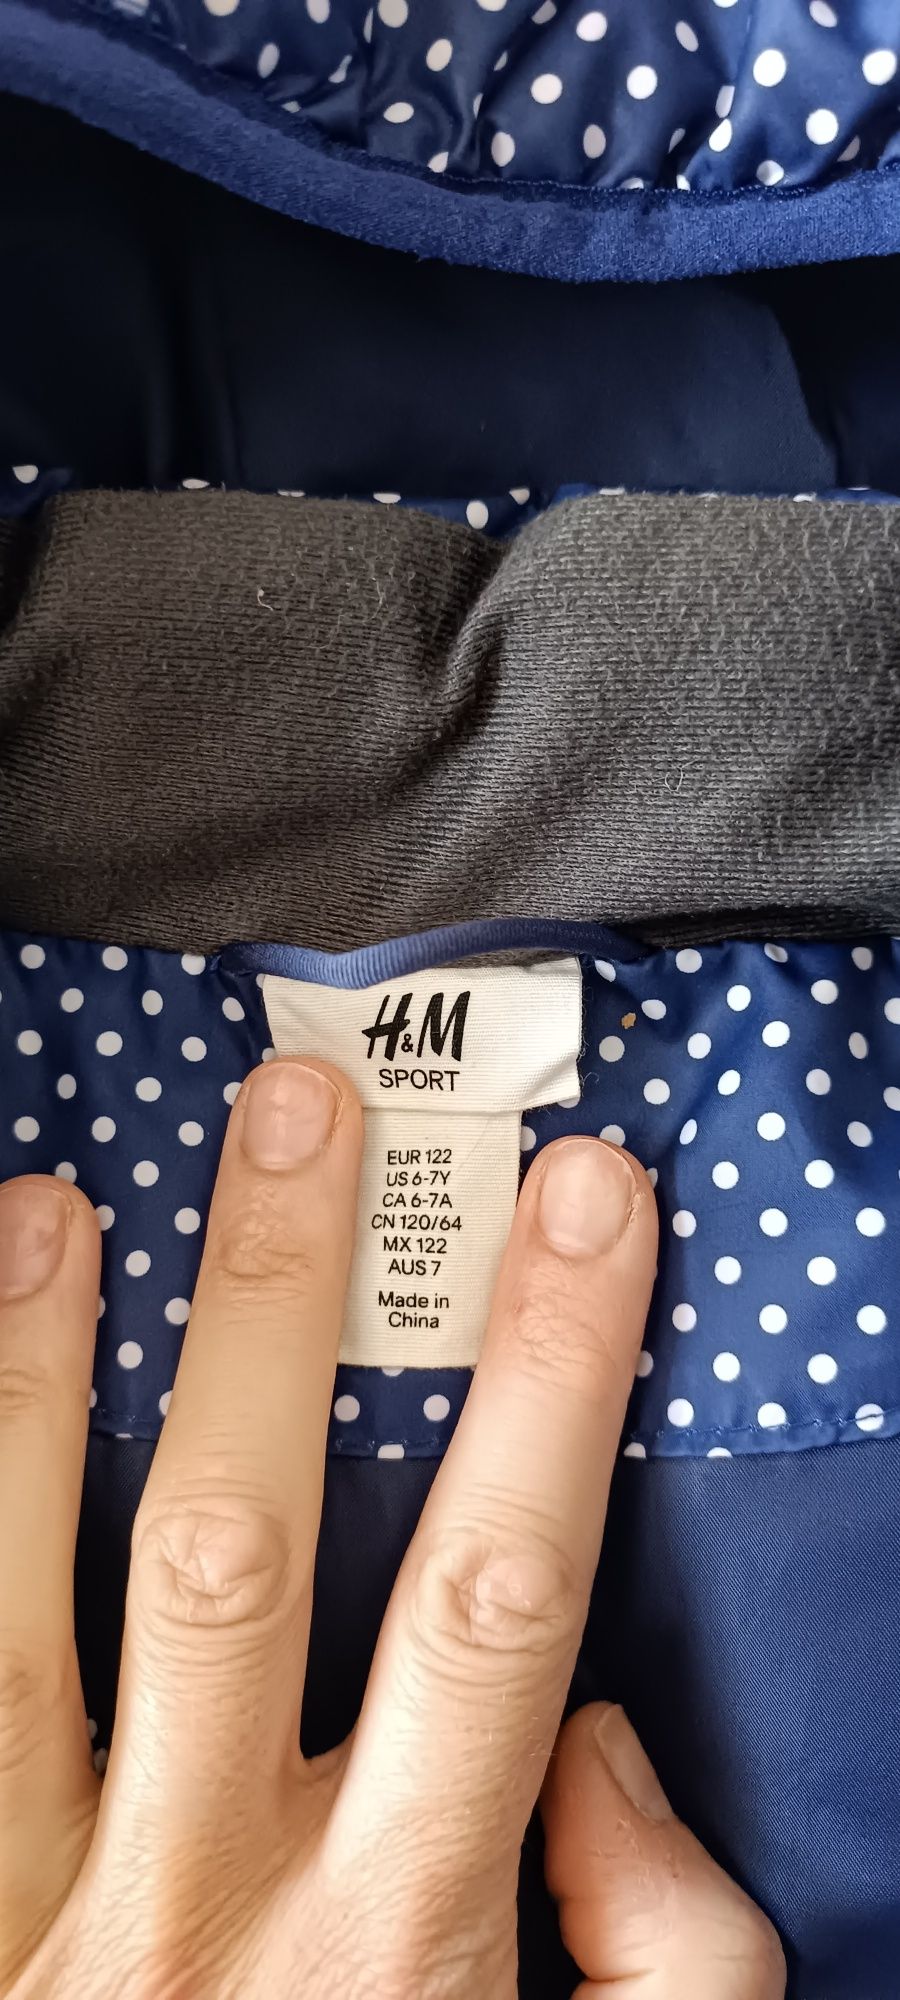 H&M
SPORT
EUR 122
US 6-7Y
CA 6-7A
CN 120/64
MX 122
AUS 7
Made in
China